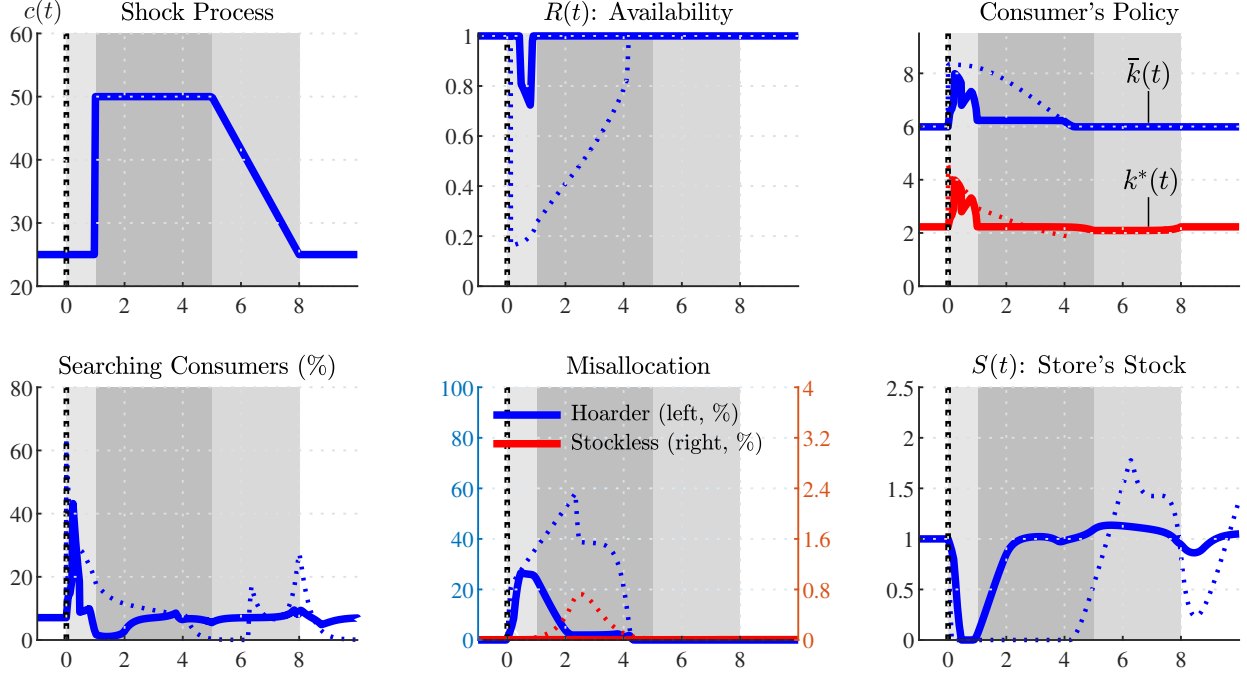 c(t) Shock Process
60
50
40
30
20
0 2 4 6 8
R(t): Availability
1
0.8
0.6
0.4
0.2
0
0 2 4 6 8
Consumer's Policy
8
6
4
2
0
k̄(t)
k*(t)
0 2 4 6 8
Searching Consumers (%)
80
60
40
20
0
0 2 4 6 8
Misallocation
100
80
60
40
20
0
Hoarder (left, %)
Stockless (right, %)
4
3.2
2.4
1.6
0.8
0
0 2 4 6 8
S(t): Store's Stock
2.5
2
1.5
1
0.5
0
0 2 4 6 8